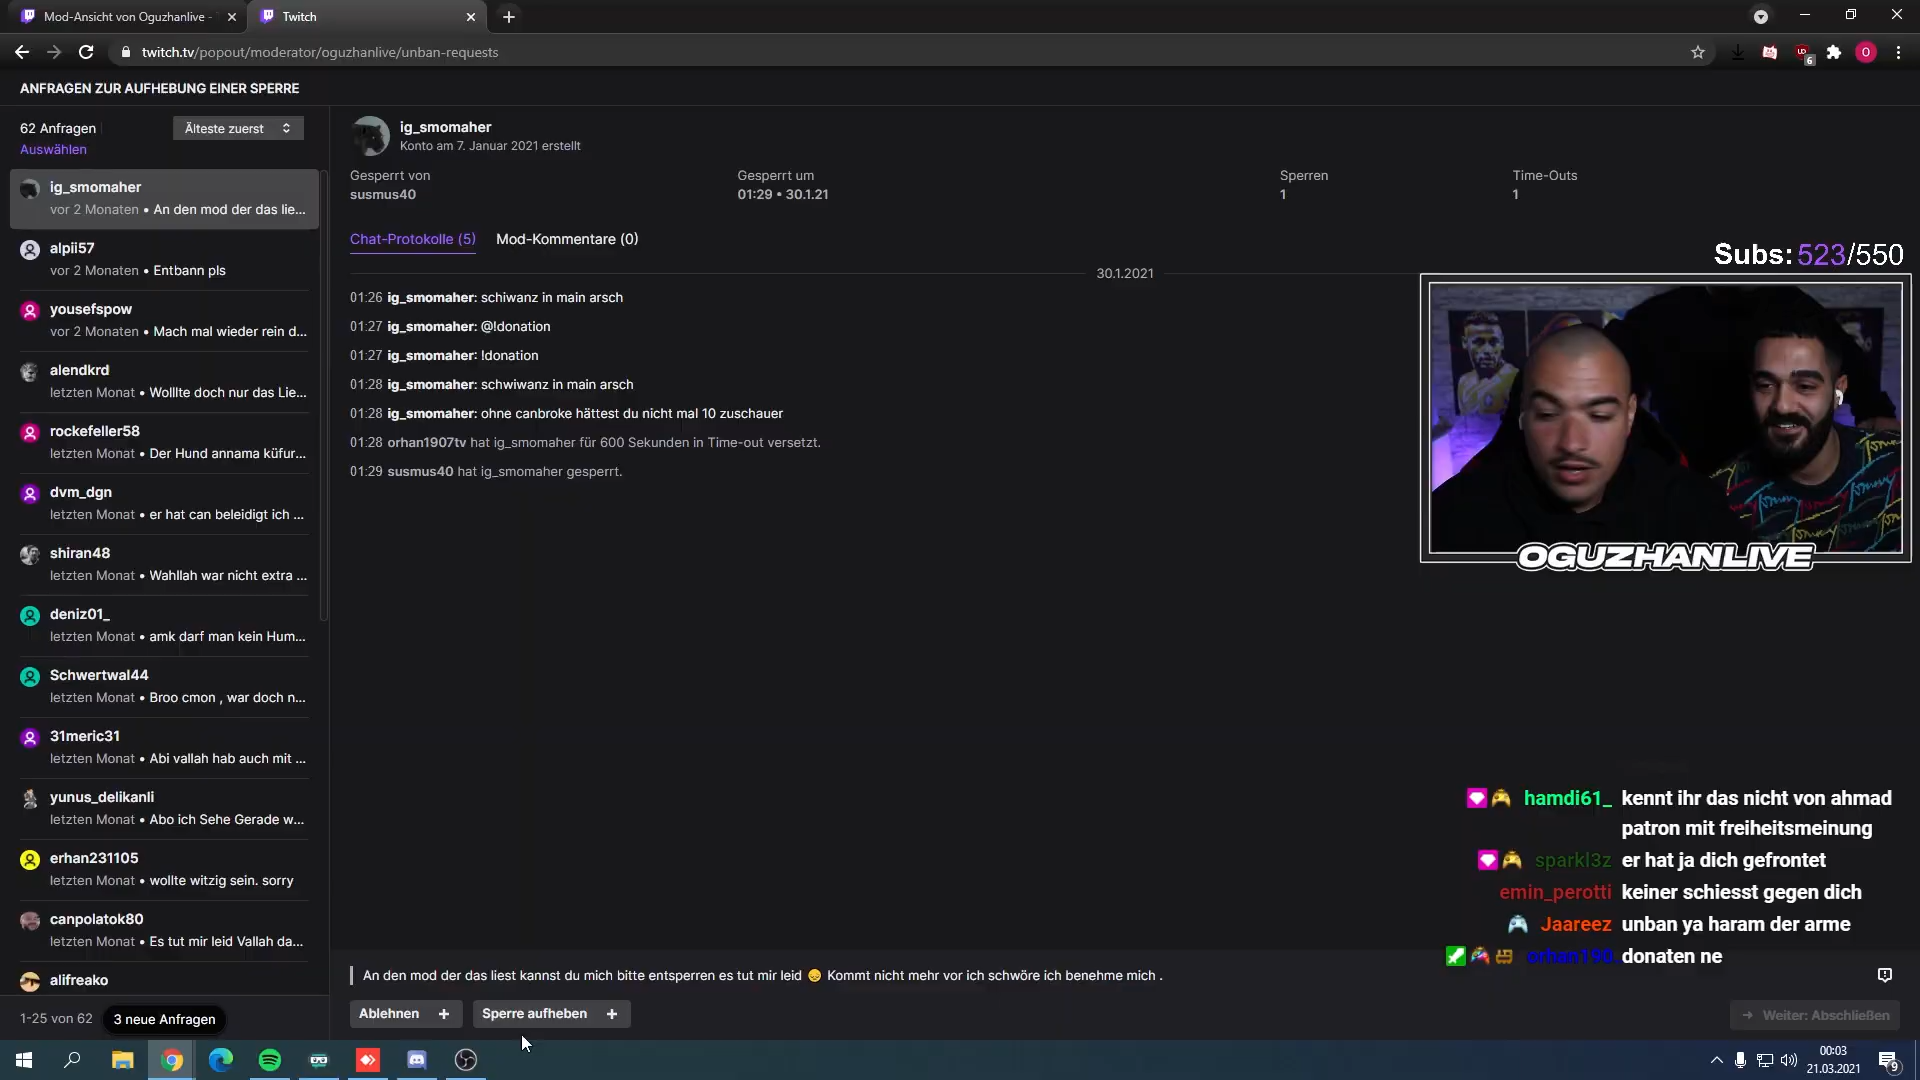 Mod-Ansicht von Oguzhanlive -
Twitch
twitch.tv/popout/moderator/oguzhanlive/unban-requests
ANFRAGEN ZUR AUFHEBUNG EINER SPERRE
62 Anfragen
Älteste zuerst
Auswählen
ig_smomaher
vor 2 Monaten • An den mod der das lie...
alpii57
vor 2 Monaten • Entbann pls
yousefspow
vor 2 Monaten • Mach mal wieder rein d...
alendkrd
letzten Monat • Wolllte doch nur das Lie...
rockefeller58
letzten Monat • Der Hund annama küfur...
dvm_dgn
letzten Monat • er hat can beleidigt ich ...
shiran48
letzten Monat • Wahllah war nicht extra ...
deniz01_
letzten Monat • amk darf man kein Hum...
Schwertwal44
letzten Monat • Broo cmon , war doch n...
31meric31
letzten Monat • Abi vallah hab auch mit ...
yunus_delikanli
letzten Monat • Abo ich Sehe Gerade w...
erhan231105
letzten Monat • wollte witzig sein. sorry
canpolatok80
letzten Monat • Es tut mir leid Vallah da...
alifreako
1-25 von 62
3 neue Anfragen
ig_smomaher
Konto am 7. Januar 2021 erstellt
Gesperrt von
susmus40
Gesperrt um
01:29 • 30.1.21
Sperren
1
Time-Outs
1
Chat-Protokolle (5)
Mod-Kommentare (0)
30.1.2021
01:26 ig_smomaher: schiwanz in main arsch
01:27 ig_smomaher: @!donation
01:27 ig_smomaher: !donation
01:28 ig_smomaher: schwiwanz in main arsch
01:28 ig_smomaher: ohne canbroke hättest du nicht mal 10 zuschauer
01:28 orhan1907tv hat ig_smomaher für 600 Sekunden in Time-out versetzt.
01:29 susmus40 hat ig_smomaher gesperrt.
Subs: 523/550
OGUZHANLIVE
hamdi61_ kennt ihr das nicht von ahmad
patron mit freiheitsmeinung
sparkl3z er hat ja dich gefrontet
emin_perotti keiner schiesst gegen dich
Jaareez unban ya haram der arme
orhan190.. donaten ne
An den mod der das liest kannst du mich bitte entsperren es tut mir leid 😞 Kommt nicht mehr vor ich schwöre ich benehme mich .
Ablehnen +
Sperre aufheben +
→ Weiter: Abschließen
00:03
21.03.2021